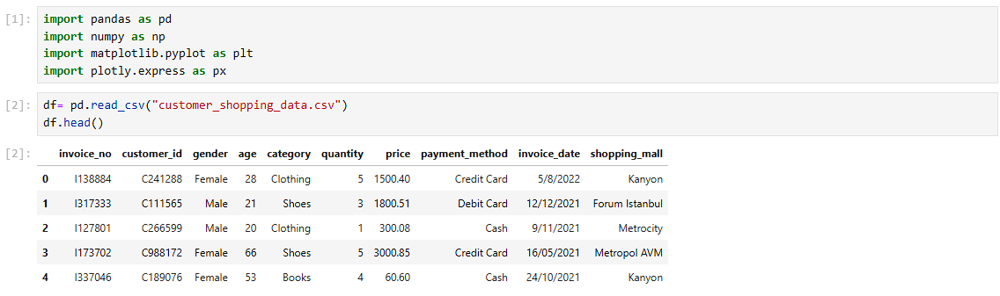 [1]: import pandas as pd
import numpy as np
import matplotlib.pyplot as plt
import plotly.express as px
[2]: df= pd.read_csv("customer_shopping_data.csv")
df.head()
[2]: invoice_no customer_id gender age category quantity price payment_method invoice_date shopping_mall
0 I138884 C241288 Female 28 Clothing 5 1500.40 Credit Card 5/8/2022 Kanyon
1 I317333 C111565 Male 21 Shoes 3 1800.51 Debit Card 12/12/2021 Forum Istanbul
2 I127801 C266599 Male 20 Clothing 1 300.08 Cash 9/11/2021 Metrocity
3 I173702 C988172 Female 66 Shoes 5 3000.85 Credit Card 16/05/2021 Metropol AVM
4 I337046 C189076 Female 53 Books 4 60.60 Cash 24/10/2021 Kanyon